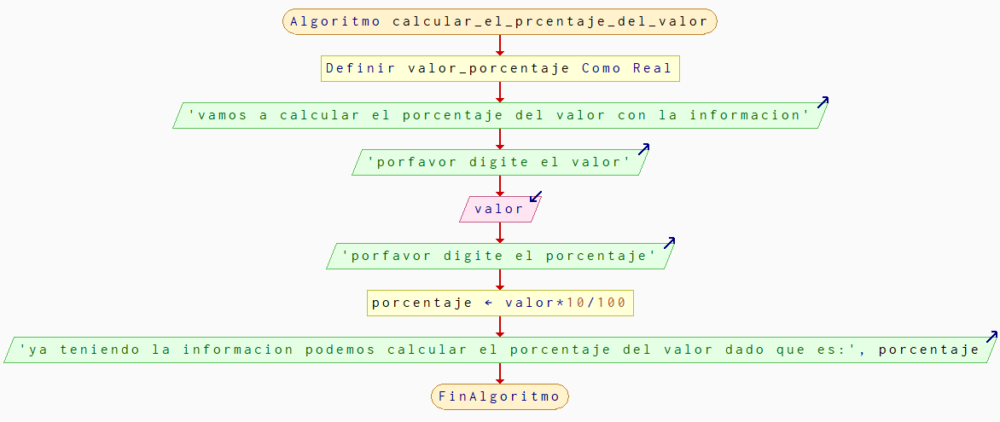 Algoritmo calcular_el_prcentaje_del_valor
Definir valor_porcentaje Como Real
'vamos a calcular el porcentaje del valor con la informacion'
'porfavor digite el valor'
valor
'porfavor digite el porcentaje'
porcentaje ← valor*10/100
'ya teniendo la informacion podemos calcular el porcentaje del valor dado que es:', porcentaje
FinAlgoritmo